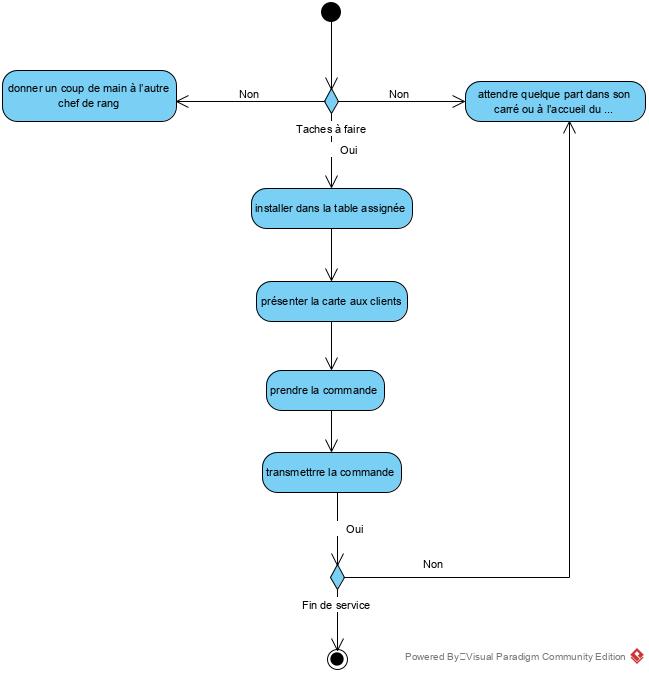 donner un coup de main à l'autre
chef de rang
Non
Non
attendre quelque part dans son
carré ou à l'accueil du ...
Taches à faire
Oui
installer dans la table assignée
présenter la carte aux clients
prendre la commande
transmettrre la commande
Oui
Non
Fin de service
Powered By□Visual Paradigm Community Edition